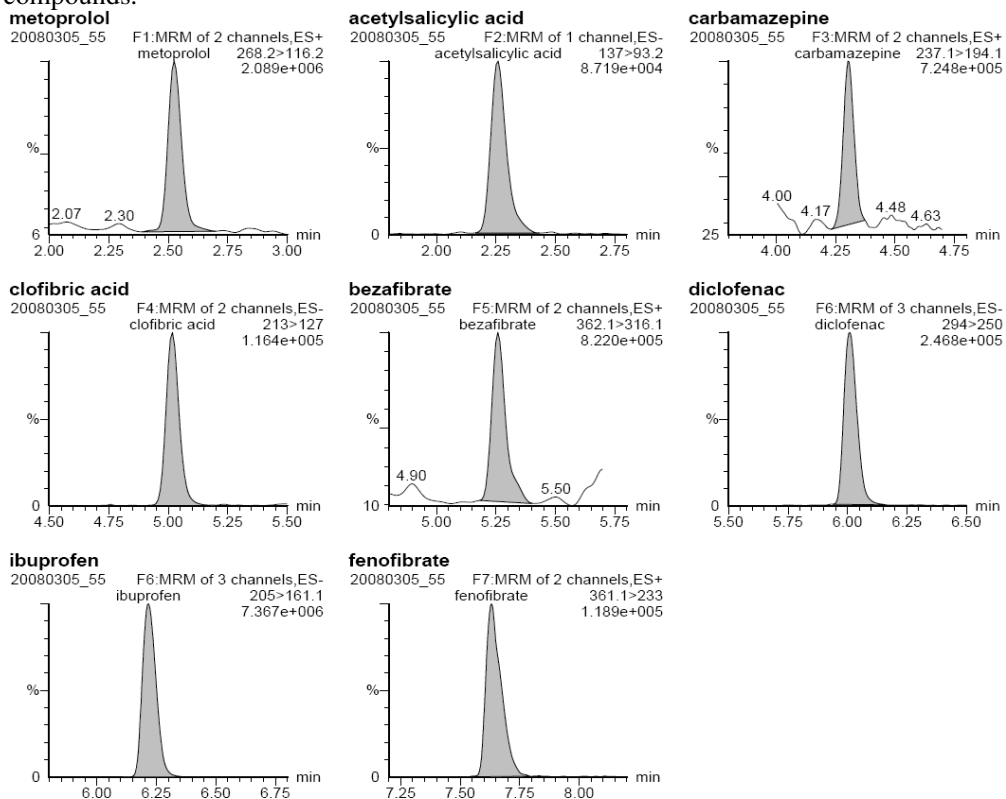 compounds.
metoprolol
20080305_55 F1:MRM of 2 channels,ES+
metoprolol 268.2>116.2
2.089e+006
%
2.07
2.30
6
min
2.00 2.25 2.50 2.75 3.00
acetylsalicylic acid
20080305_55 F2:MRM of 1 channel,ES-
acetylsalicylic acid 137>93.2
8.719e+004
%
0
min
2.00 2.25 2.50 2.75
carbamazepine
20080305_55 F3:MRM of 2 channels,ES+
carbamazepine 237.1>194.1
7.248e+005
%
4.00
4.17
4.48
4.63
25
min
4.00 4.25 4.50 4.75
clofibric acid
20080305_55 F4:MRM of 2 channels,ES-
clofibric acid 213>127
1.164e+005
%
0
min
4.50 4.75 5.00 5.25 5.50
bezafibrate
20080305_55 F5:MRM of 2 channels,ES+
bezafibrate 362.1>316.1
8.220e+005
%
4.90
5.50
10
min
5.00 5.25 5.50 5.75
diclofenac
20080305_55 F6:MRM of 3 channels,ES-
diclofenac 294>250
2.468e+005
%
0
min
5.50 5.75 6.00 6.25 6.50
ibuprofen
20080305_55 F6:MRM of 3 channels,ES-
ibuprofen 205>161.1
7.367e+006
%
0
min
6.00 6.25 6.50 6.75
fenofibrate
20080305_55 F7:MRM of 2 channels,ES+
fenofibrate 361.1>233
1.189e+005
%
0
min
7.25 7.50 7.75 8.00